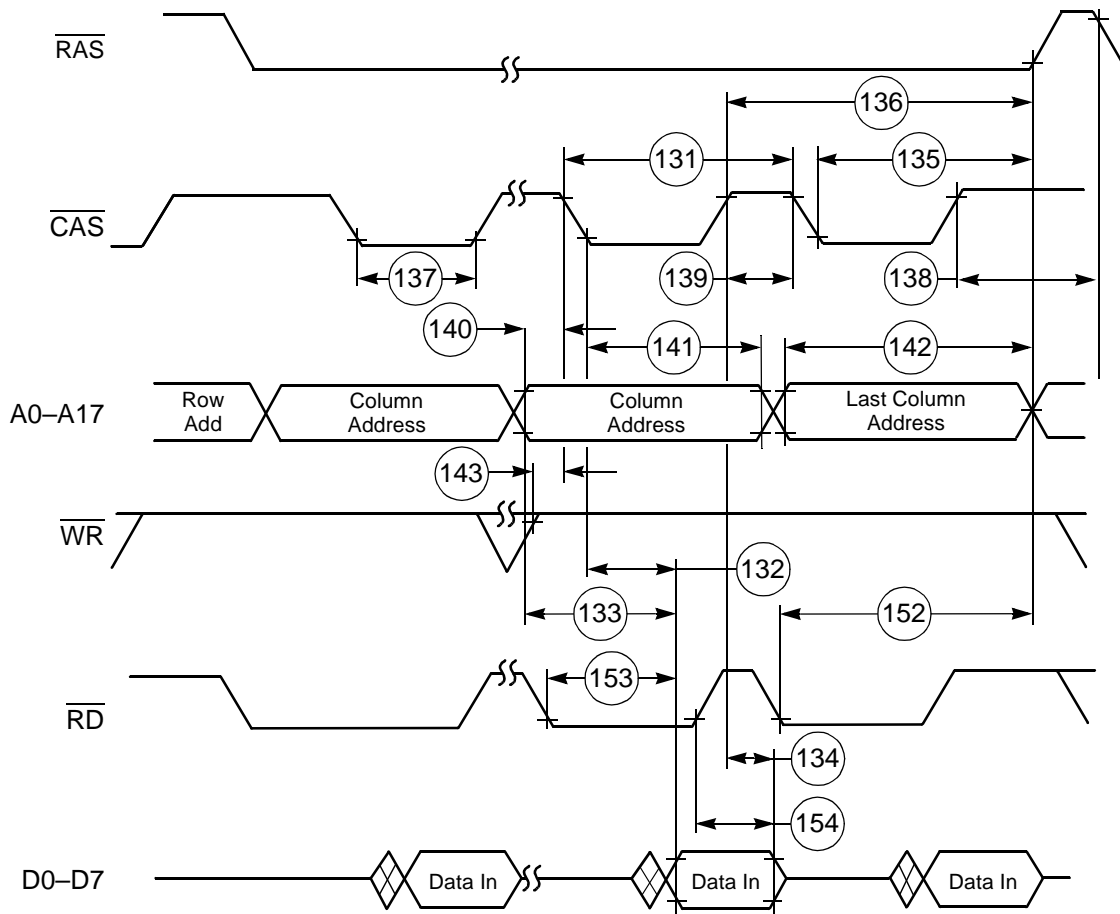 RAS
136
131
135
CAS
137
139
138
140
141
142
A0–A17
Row
Add
Column
Address
Column
Address
Last Column
Address
143
WR
132
133
152
153
RD
134
154
D0–D7
Data In
Data In
Data In